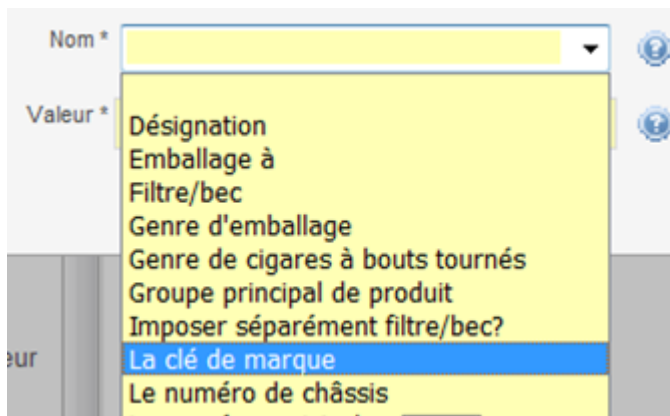 Nom *
Valeur *
Désignation
Emballage à
Filtre/bec
Genre d'emballage
Genre de cigares à bouts tournés
Groupe principal de produit
Imposer séparément filtre/bec?
La clé de marque
eur
Le numéro de châssis